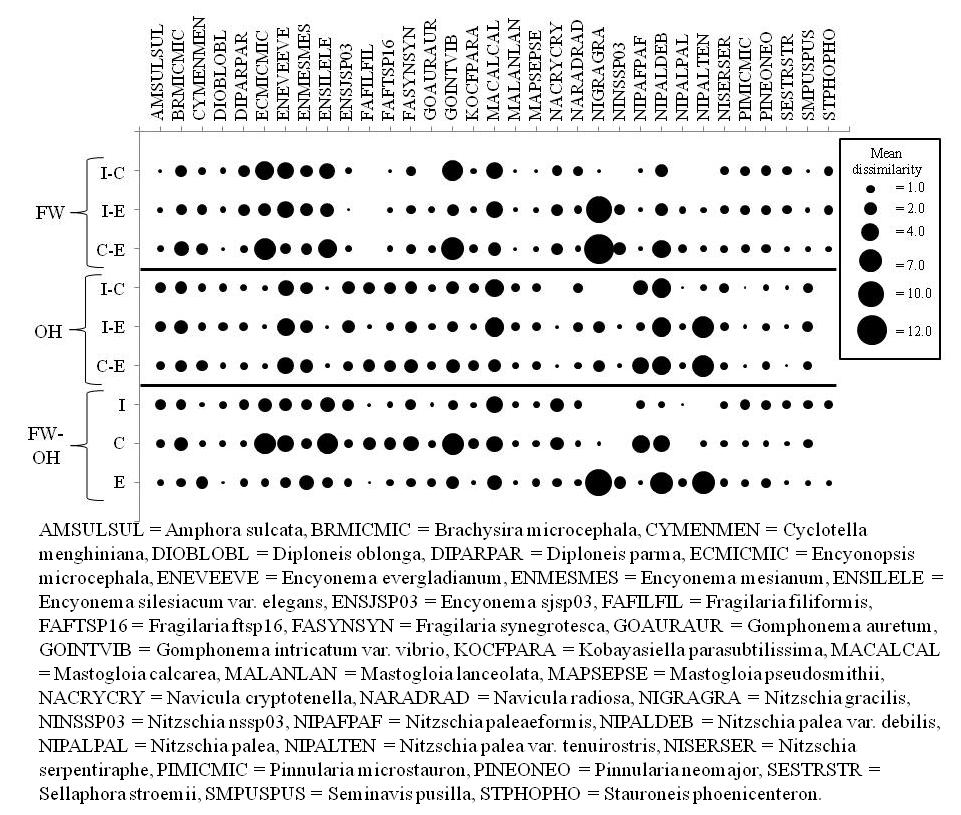 AMSULSUL
BRMICMIC
CYMENMEN
DIOBLOBL
DIPARPAR
ECMICMIC
ENEVEEVE
ENMESMES
ENSILELE
ENSJSP03
FAFILFIL
FAFTSP16
FASYNSYN
GOAURAUR
GOINTVIB
KOCFPARA
MACALCAL
MALANLAN
MAPSEPSE
NACRYCRY
NARADRAD
NIGRAGRA
NINSSP03
NIPAFPAF
NIPALDEB
NIPALPAL
NIPALTEN
NISERSER
PIMICMIC
PINEONEO
SESTRSTR
SMPUSPUS
STPHOPHO
FW
I-C
I-E
C-E
OH
I-C
I-E
C-E
FW-
OH
I
C
E
Mean
dissimilarity
= 1.0
= 2.0
= 4.0
= 7.0
= 10.0
= 12.0
AMSULSUL = Amphora sulcata, BRMICMIC = Brachysira microcephala, CYMENMEN = Cyclotella
menghiniana, DIOBLOBL = Diploneis oblonga, DIPARPAR = Diploneis parma, ECMICMIC = Encyonopsis
microcephala, ENEVEEVE = Encyonema evergladianum, ENMESMES = Encyonema mesianum, ENSILELE =
Encyonema silesiacum var. elegans, ENSJSP03 = Encyonema sjsp03, FAFILFIL = Fragilaria filiformis,
FAFTSP16 = Fragilaria ftsp16, FASYNSYN = Fragilaria synegrotesca, GOAURAUR = Gomphonema auretum,
GOINTVIB = Gomphonema intricatum var. vibrio, KOCFPARA = Kobayasiella parasubtilissima, MACALCAL
= Mastogloia calcarea, MALANLAN = Mastogloia lanceolata, MAPSEPSE = Mastogloia pseudosmithii,
NACRYCRY = Navicula cryptotenella, NARADRAD = Navicula radiosa, NIGRAGRA = Nitzschia gracilis,
NINSSP03 = Nitzschia nssp03, NIPAFPAF = Nitzschia paleaeformis, NIPALDEB = Nitzschia palea var. debilis,
NIPALPAL = Nitzschia palea, NIPALTEN = Nitzschia palea var. tenuirostris, NISERSER = Nitzschia
serpentiraphe, PIMICMIC = Pinnularia microstauron, PINEONEO = Pinnularia neomajor, SESTRSTR =
Sellaphora stroemii, SMPUSPUS = Seminavis pusilla, STPHOPHO = Stauroneis phoenicenteron.